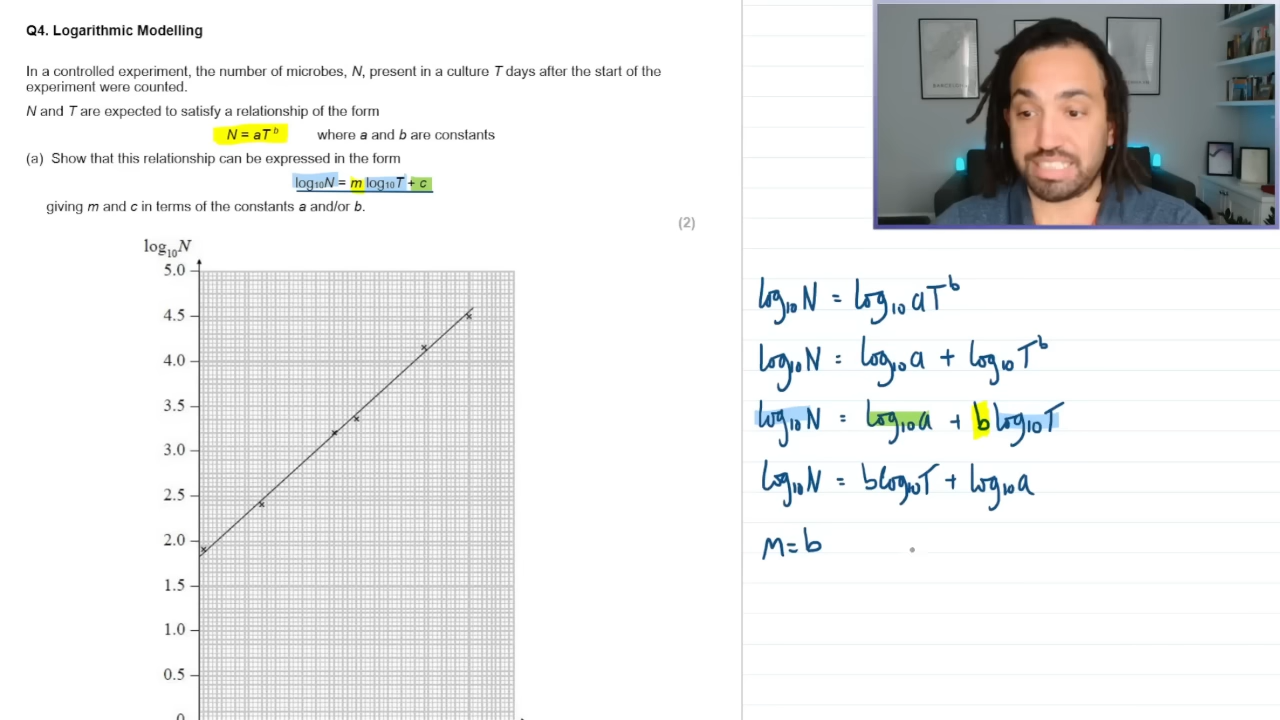 Q4. Logarithmic Modelling
In a controlled experiment, the number of microbes, N, present in a culture T days after the start of the
experiment were counted.
N and T are expected to satisfy a relationship of the form
N = aTᵇ where a and b are constants
(a) Show that this relationship can be expressed in the form
log₁₀N = m log₁₀T + c
giving m and c in terms of the constants a and/or b.
(2)
log₁₀N
5.0
4.5
4.0
3.5
3.0
2.5
2.0
1.5
1.0
0.5
0
log₁₀N = log₁₀aTᵇ
log₁₀N = log₁₀a + log₁₀Tᵇ
log₁₀N = log₁₀a + b log₁₀T
log₁₀N = blog₁₀T + log₁₀a
m = b